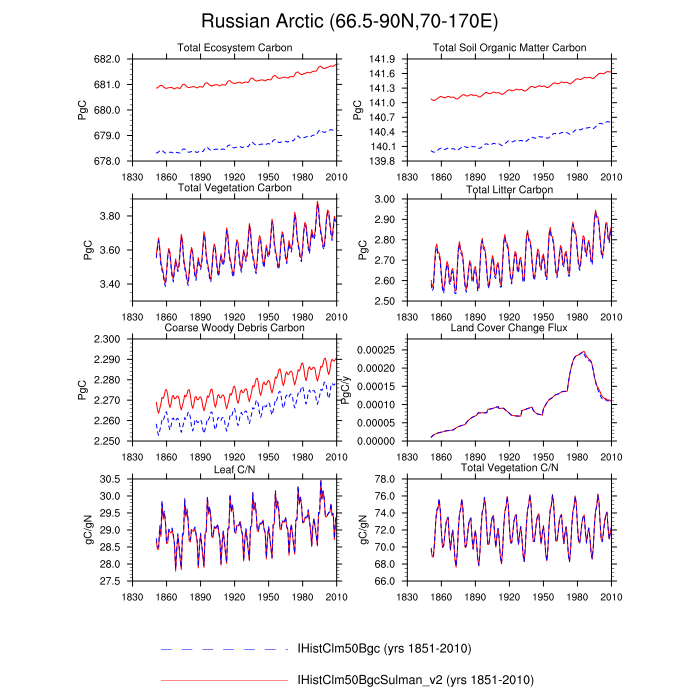 Russian Arctic (66.5-90N,70-170E)
Total Ecosystem Carbon
PgC
682.0
681.0
680.0
679.0
678.0
1830 1860 1890 1920 1950 1980 2010
Total Soil Organic Matter Carbon
PgC
141.9
141.6
141.3
141.0
140.7
140.4
140.1
139.8
1830 1860 1890 1920 1950 1980 2010
Total Vegetation Carbon
PgC
3.80
3.60
3.40
1830 1860 1890 1920 1950 1980 2010
Total Litter Carbon
PgC
3.00
2.90
2.80
2.70
2.60
2.50
1830 1860 1890 1920 1950 1980 2010
Coarse Woody Debris Carbon
PgC
2.300
2.290
2.280
2.270
2.260
2.250
1830 1860 1890 1920 1950 1980 2010
Land Cover Change Flux
PgC/y
0.00025
0.00020
0.00015
0.00010
0.00005
0.00000
1830 1860 1890 1920 1950 1980 2010
Leaf C/N
gC/gN
30.5
30.0
29.5
29.0
28.5
28.0
27.5
1830 1860 1890 1920 1950 1980 2010
Total Vegetation C/N
gC/gN
78.0
76.0
74.0
72.0
70.0
68.0
66.0
1830 1860 1890 1920 1950 1980 2010
IHistClm50Bgc (yrs 1851-2010)
IHistClm50BgcSulman_v2 (yrs 1851-2010)